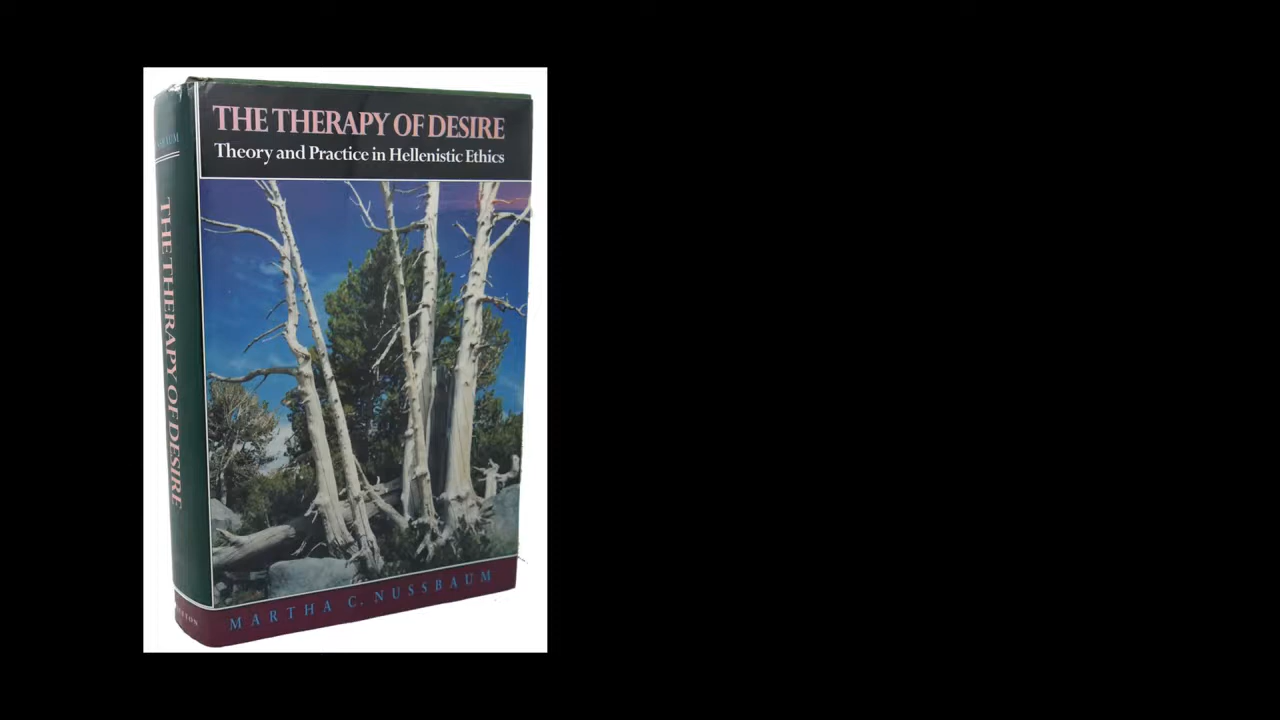 THE THERAPY OF DESIRE
Theory and Practice in Hellenistic Ethics
MARTHA C. NUSSBAUM
THE THERAPY OF DESIRE